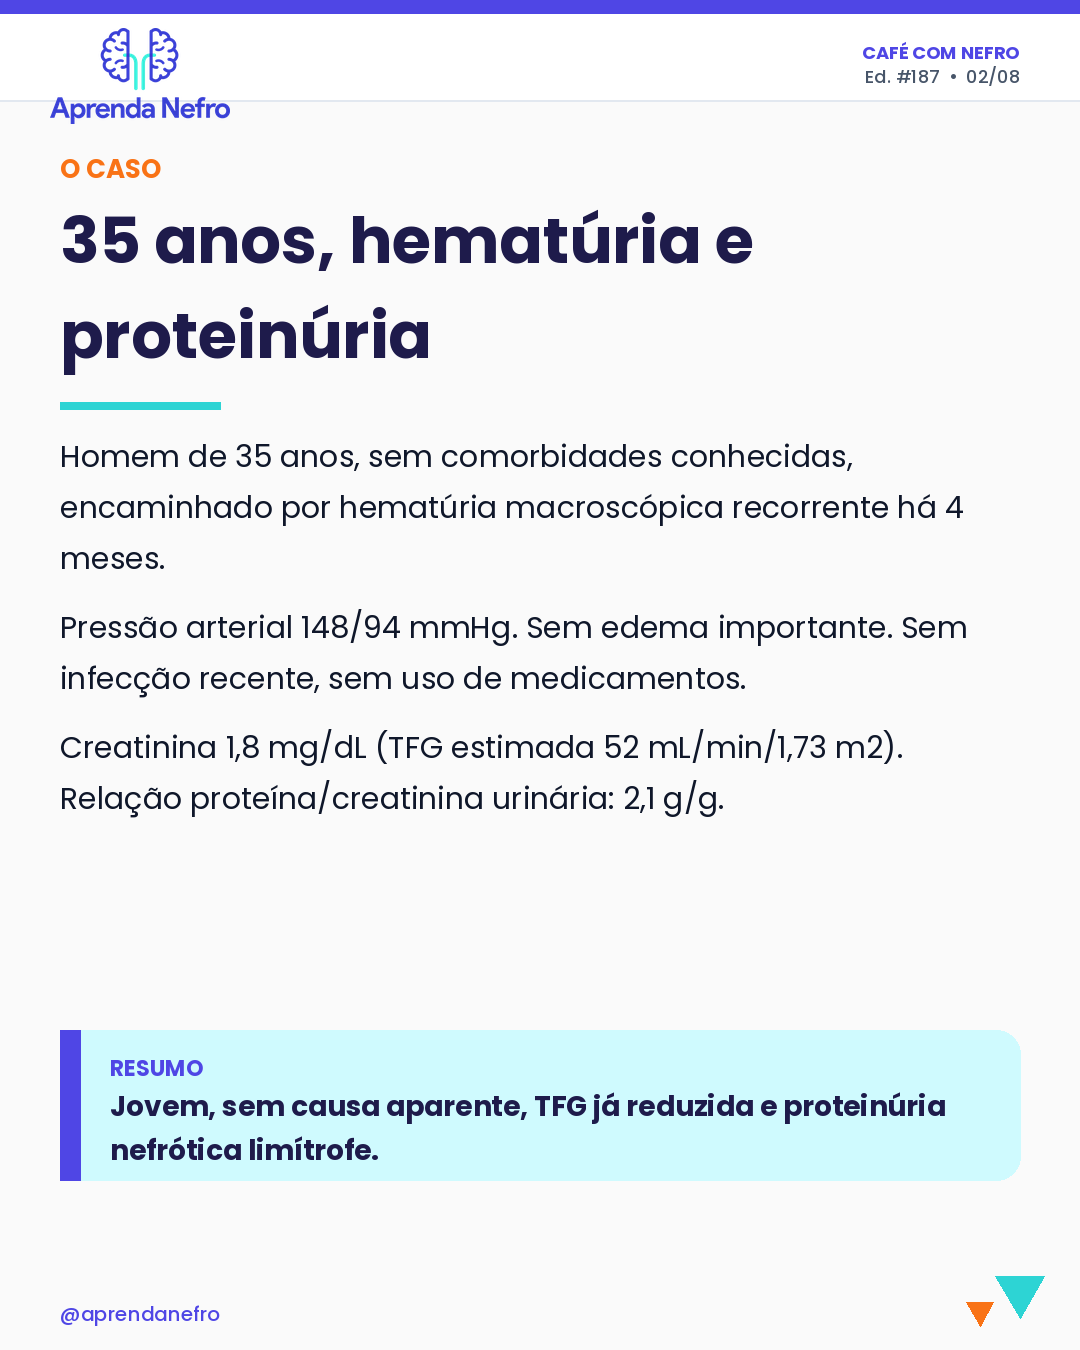 Aprenda Nefro
CAFÉ COM NEFRO
Ed. #187 • 02/08
O CASO
35 anos, hematúria e
proteinúria
Homem de 35 anos, sem comorbidades conhecidas,
encaminhado por hematúria macroscópica recorrente há 4
meses.
Pressão arterial 148/94 mmHg. Sem edema importante. Sem
infecção recente, sem uso de medicamentos.
Creatinina 1,8 mg/dL (TFG estimada 52 mL/min/1,73 m2).
Relação proteína/creatinina urinária: 2,1 g/g.
RESUMO
Jovem, sem causa aparente, TFG já reduzida e proteinúria
nefrótica limítrofe.
@aprendanefro